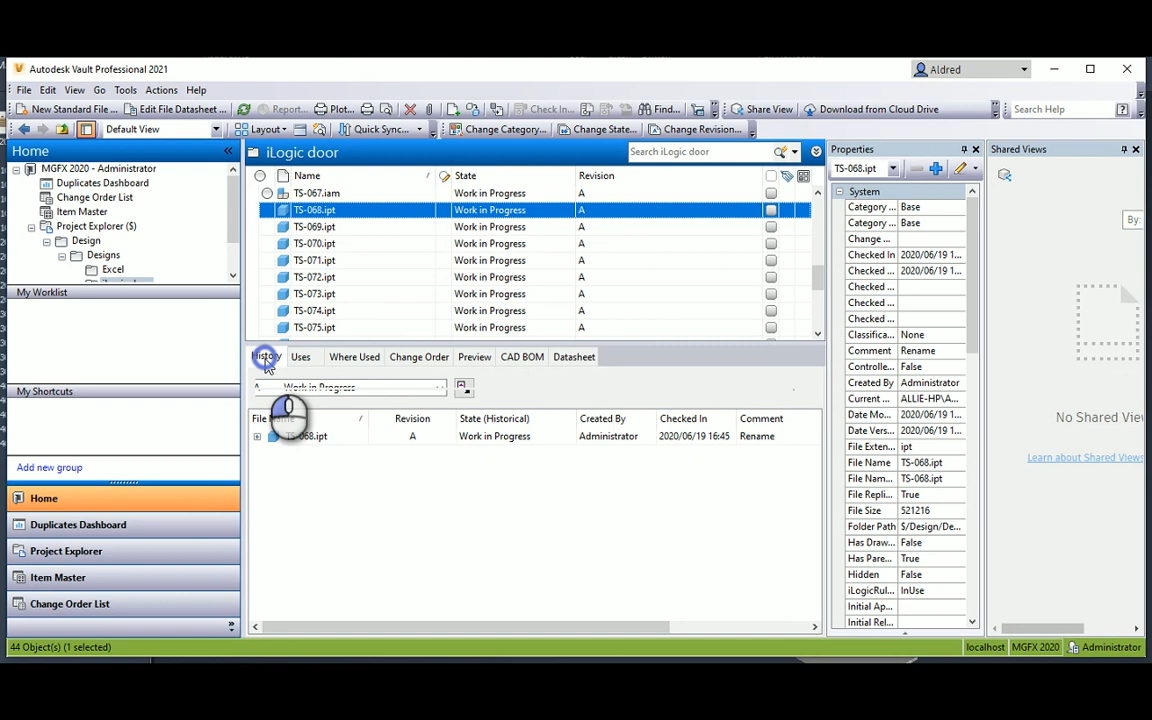 Autodesk Vault Professional 2021
Aldred
File Edit View Go Tools Actions Help
New Standard File ... Edit File Datasheet ... Report... Plot... Check In... Find... Share View Download from Cloud Drive Search Help
Default View Layout Quick Sync... Change Category... Change State... Change Revision...
Home
MGFX 2020 - Administrator
Duplicates Dashboard
Change Order List
Item Master
Project Explorer ($)
Design
Designs
Excel
My Worklist
My Shortcuts
Add new group
Home
Duplicates Dashboard
Project Explorer
Item Master
Change Order List
iLogic door
Search iLogic door
Name State Revision
TS-067.iam Work in Progress A
TS-068.ipt Work in Progress A
TS-069.ipt Work in Progress A
TS-070.ipt Work in Progress A
TS-071.ipt Work in Progress A
TS-072.ipt Work in Progress A
TS-073.ipt Work in Progress A
TS-074.ipt Work in Progress A
TS-075.ipt Work in Progress A
History Uses Where Used Change Order Preview CAD BOM Datasheet
Work in Progress
File Revision State (Historical) Created By Checked In Comment
TS-068.ipt A Work in Progress Administrator 2020/06/19 16:45 Rename
Properties
TS-068.ipt
System
Category ... Base
Category ... Base
Change ...
Checked In 2020/06/19 1...
Checked ... 2020/06/19 1...
Checked ...
Checked ...
Checked ...
Classifica... None
Comment Rename
Controlle... False
Created By Administrator
Current ... ALLIE-HP\A...
Date Mo... 2020/06/19 1...
Date Vers... 2020/06/19 1...
File Exten... ipt
File Name TS-068.ipt
File Nam... TS-068.ipt
File Repli... True
File Size 521216
Folder Path $/Design/De...
Has Draw... False
Has Pare... True
Hidden False
iLogicRul... InUse
Initial Ap...
Initial Rel...
Shared Views
By:
No Shared Vie
Learn about Shared Views
44 Object(s) (1 selected)
localhost MGFX 2020 Administrator